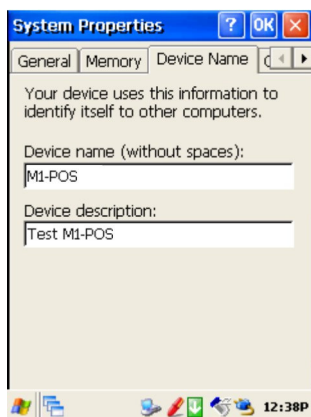 System Properties ? OK
General Memory Device Name
Your device uses this information to
identify itself to other computers.
Device name (without spaces):
M1-POS
Device description:
Test M1-POS
12:38P